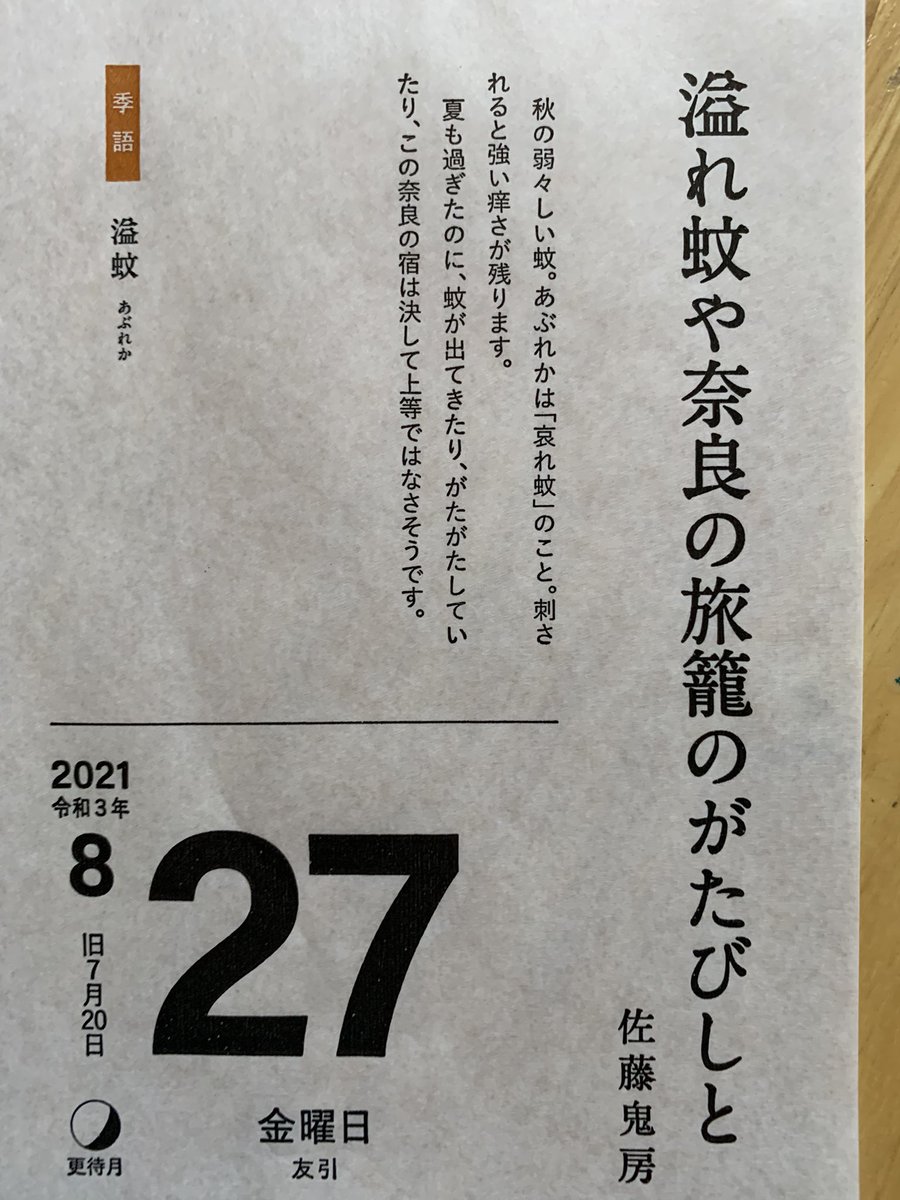 溢れ蚊や奈良の旅籠のがたびしと
佐藤鬼房
秋の弱々しい蚊。あぶれかは「哀れ蚊」のこと。刺さ
れると強い痒さが残ります。
夏も過ぎたのに、蚊が出てきたり、がたがたしてい
たり、この奈良の宿は決して上等ではなさそうです。
季語
溢蚊 あぶれか
2021
令和3年
8
27
旧7月20日
金曜日
友引
更待月